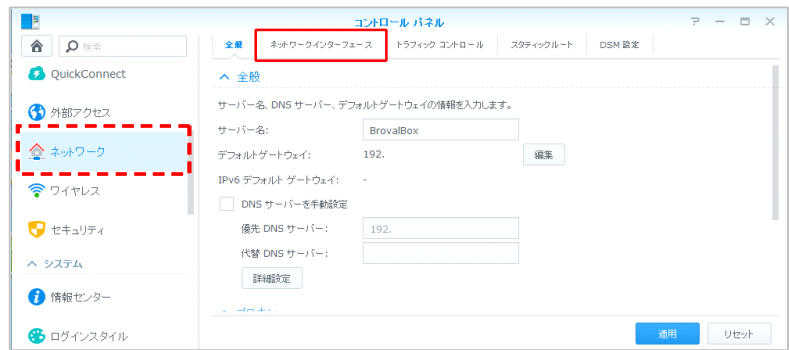 コントロール パネル
検索
QuickConnect
外部アクセス
ネットワーク
ワイヤレス
セキュリティ
システム
情報センター
ログインスタイル
全般 ネットワークインターフェース トラフィック コントロール スタティックルート DSM 設定
全般
サーバー名、DNS サーバー、デフォルトゲートウェイの情報を入力します。
サーバー名: BrovalBox
デフォルトゲートウェイ: 192. 編集
IPv6 デフォルト ゲートウェイ: -
DNS サーバーを手動設定
優先 DNS サーバー: 192.
代替 DNS サーバー:
詳細設定
適用 リセット